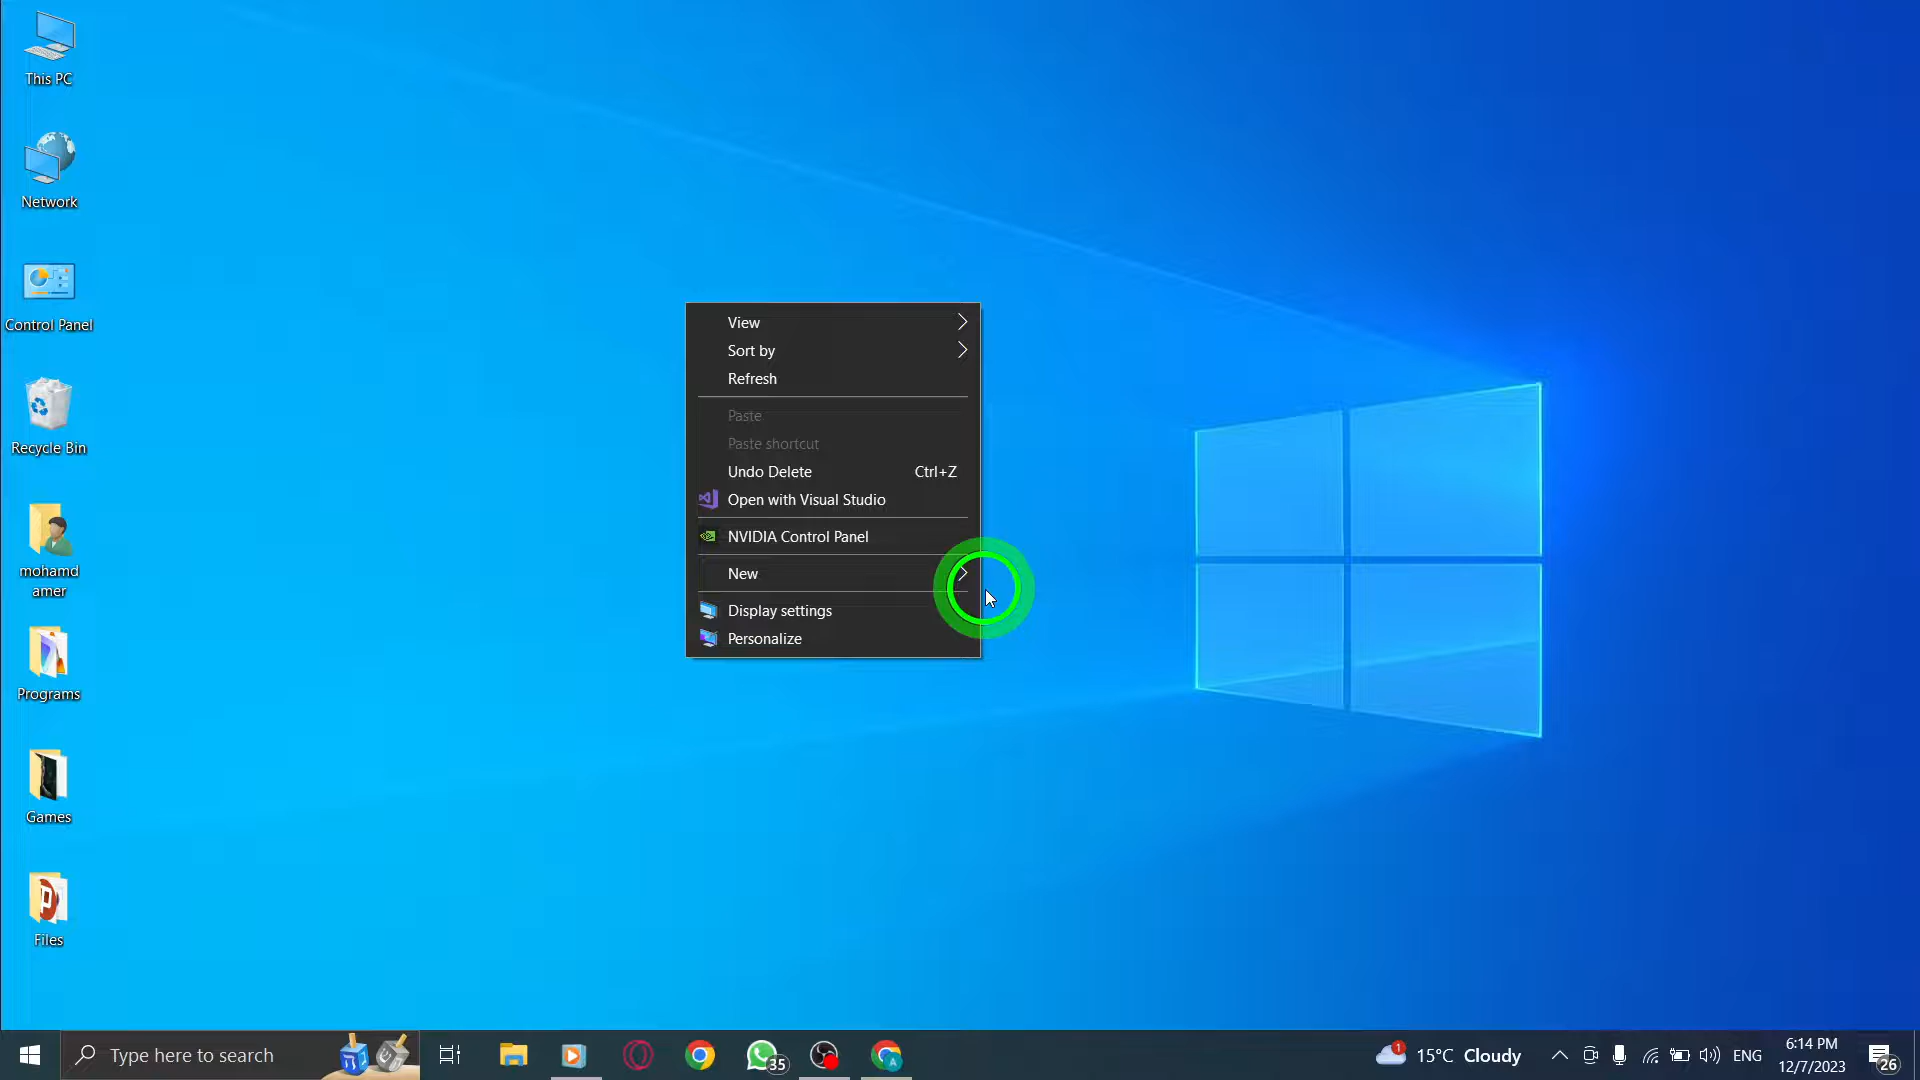 This PC
Network
Control Panel
Recycle Bin
mohamd
amer
Programs
Games
Files
View
Sort by
Refresh
Paste
Paste shortcut
Undo Delete Ctrl+Z
Open with Visual Studio
NVIDIA Control Panel
New
Display settings
Personalize
Type here to search
35
A
1
15°C Cloudy
ENG
6:14 PM
12/7/2023
26